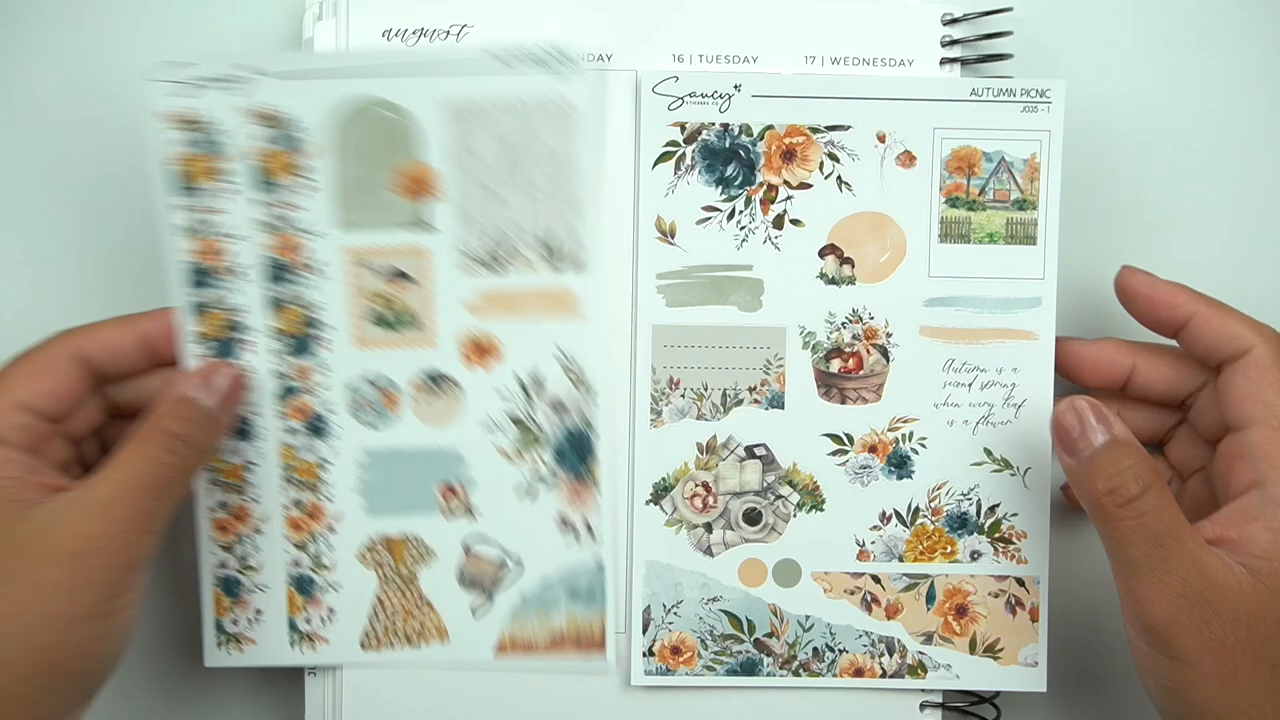 august
NDAY
16 | TUESDAY
17 | WEDNESDAY
Saucy
STICKERS CO.
AUTUMN PICNIC
J035 - 1
Autumn is a
second spring
when every leaf
is a flower